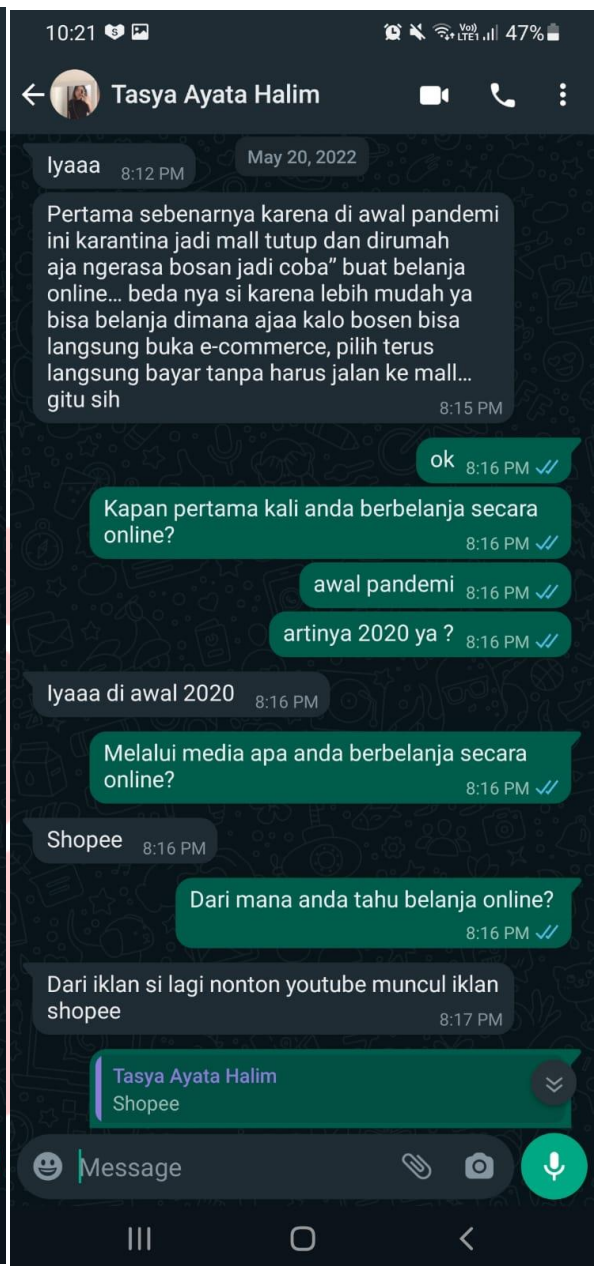 10:21
Voo) LTE1 47%
Tasya Ayata Halim
May 20, 2022
Iyaaa 8:12 PM
Pertama sebenarnya karena di awal pandemi
ini karantina jadi mall tutup dan dirumah
aja ngerasa bosan jadi coba” buat belanja
online... beda nya si karena lebih mudah ya
bisa belanja dimana ajaa kalo bosen bisa
langsung buka e-commerce, pilih terus
langsung bayar tanpa harus jalan ke mall...
gitu sih
8:15 PM
ok 8:16 PM
Kapan pertama kali anda berbelanja secara
online?
8:16 PM
awal pandemi 8:16 PM
artinya 2020 ya ? 8:16 PM
Iyaaa di awal 2020 8:16 PM
Melalui media apa anda berbelanja secara
online?
8:16 PM
Shopee 8:16 PM
Dari mana anda tahu belanja online?
8:16 PM
Dari iklan si lagi nonton youtube muncul iklan
shopee
8:17 PM
Tasya Ayata Halim
Shopee
Message